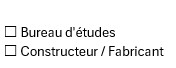 ☐ Bureau d'études
☐ Constructeur / Fabricant